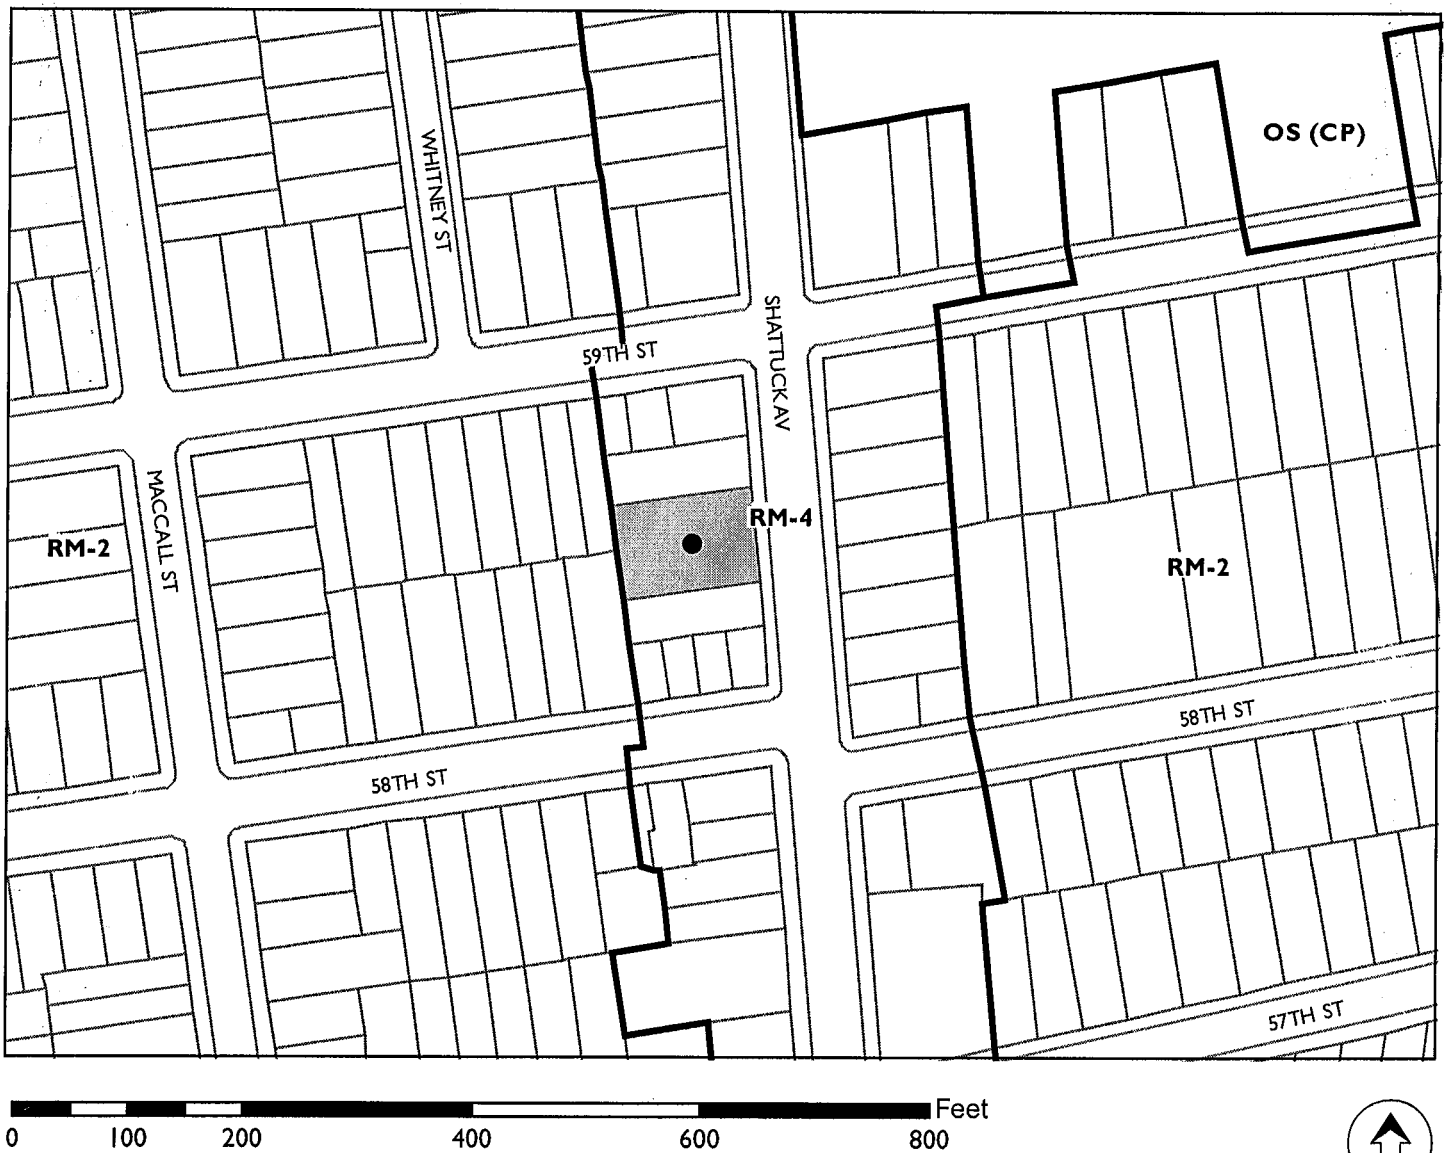 OS (CP)
WHITNEY ST
SHATTUCK AV
59TH ST
MACCALL ST
RM-4
RM-2
RM-2
58TH ST
58TH ST
57TH ST
Feet
0 100 200 400 600 800